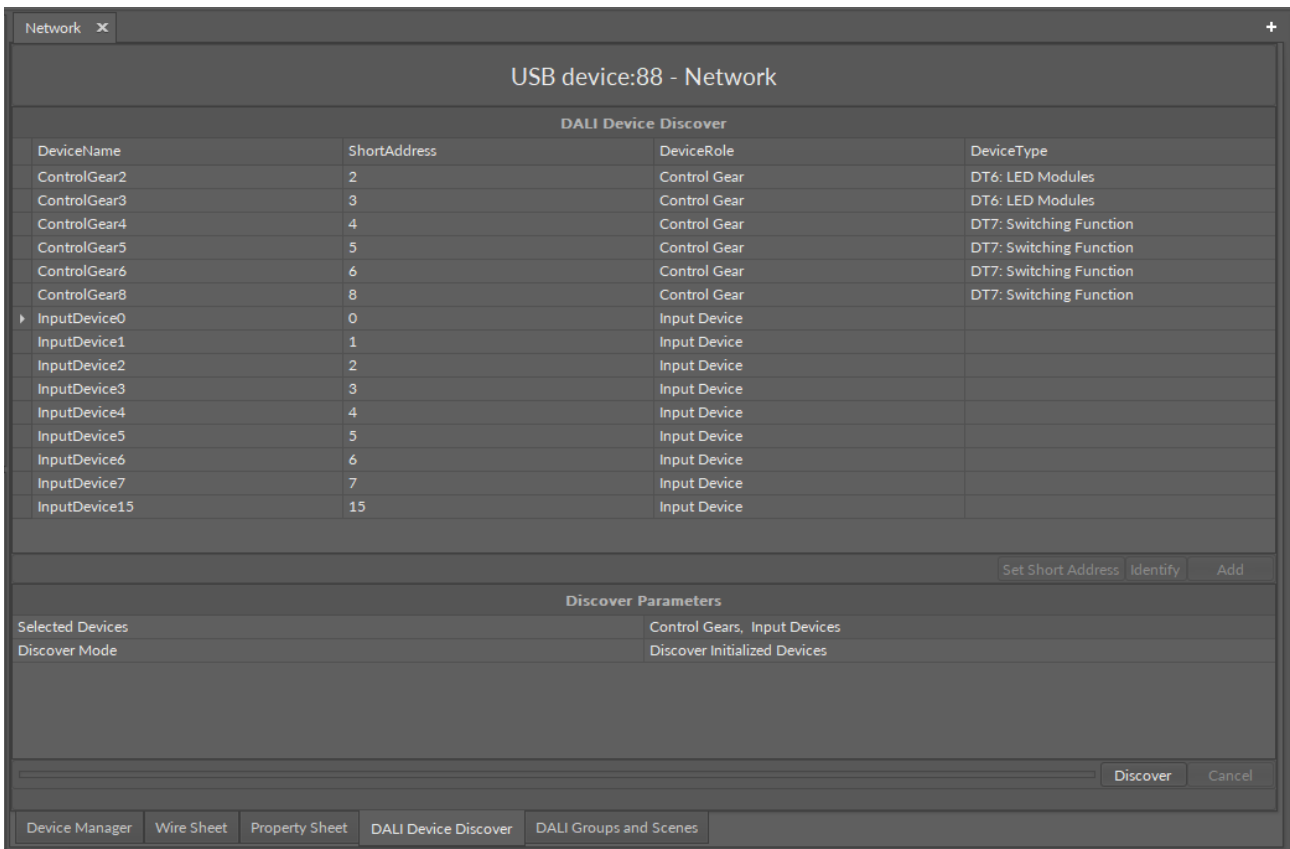 Network ×  +
USB device:88 - Network
DALI Device Discover
DeviceName ShortAddress DeviceRole DeviceType
ControlGear2 2 Control Gear DT6: LED Modules
ControlGear3 3 Control Gear DT6: LED Modules
ControlGear4 4 Control Gear DT7: Switching Function
ControlGear5 5 Control Gear DT7: Switching Function
ControlGear6 6 Control Gear DT7: Switching Function
ControlGear8 8 Control Gear DT7: Switching Function
InputDevice0 0 Input Device
InputDevice1 1 Input Device
InputDevice2 2 Input Device
InputDevice3 3 Input Device
InputDevice4 4 Input Device
InputDevice5 5 Input Device
InputDevice6 6 Input Device
InputDevice7 7 Input Device
InputDevice15 15 Input Device
Set Short Address Identify Add
Discover Parameters
Selected Devices Control Gears, Input Devices
Discover Mode Discover Initialized Devices
Discover Cancel
Device Manager Wire Sheet Property Sheet DALI Device Discover DALI Groups and Scenes